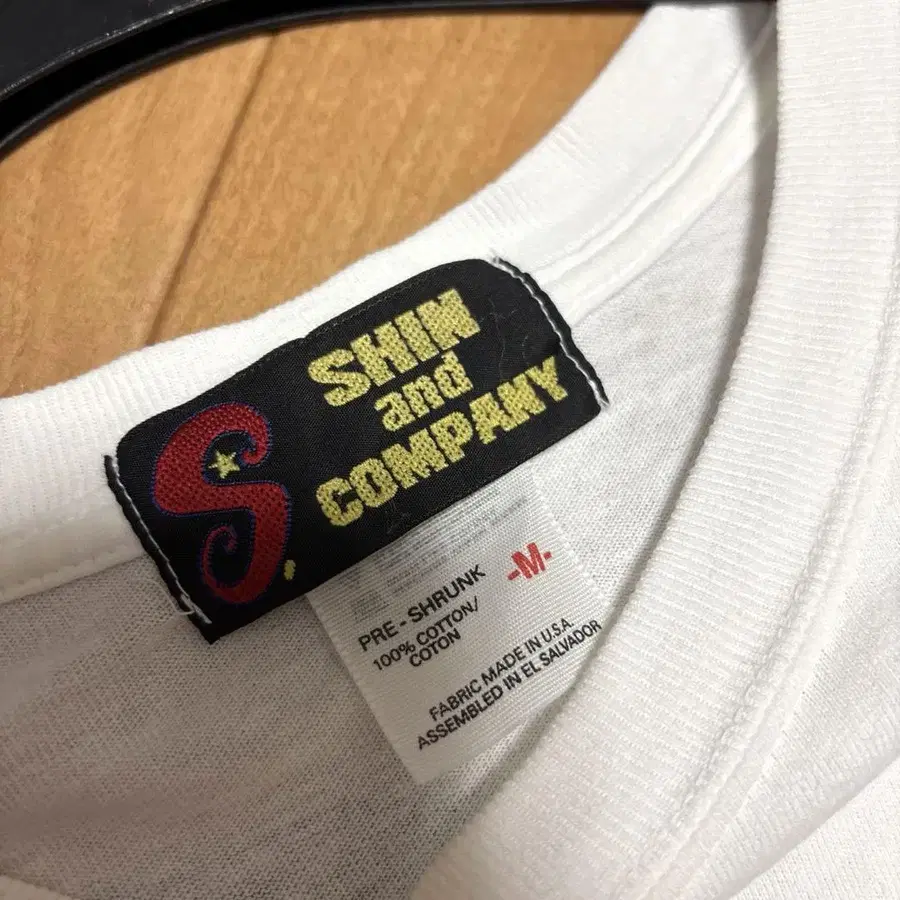 S.
SHIN
and
COMPANY
-M-
PRE - SHRUNK
100% COTTON/
COTON
FABRIC MADE IN U.S.A.
ASSEMBLED IN EL SALVADOR